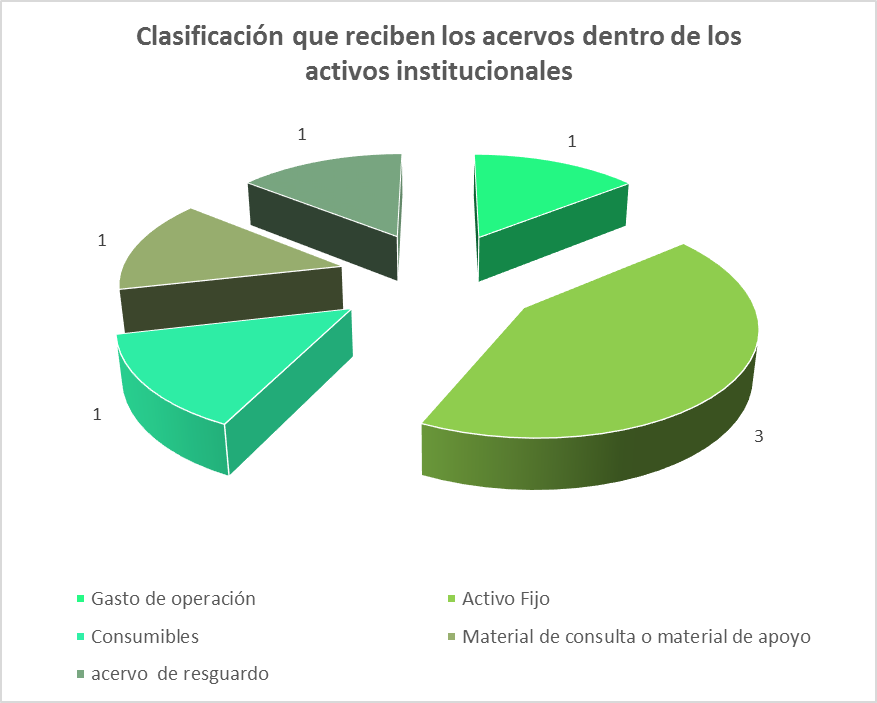 Clasificación que reciben los acervos dentro de los
activos institucionales
1
1
1
1
3
Gasto de operación
Activo Fijo
Consumibles
Material de consulta o material de apoyo
acervo  de resguardo